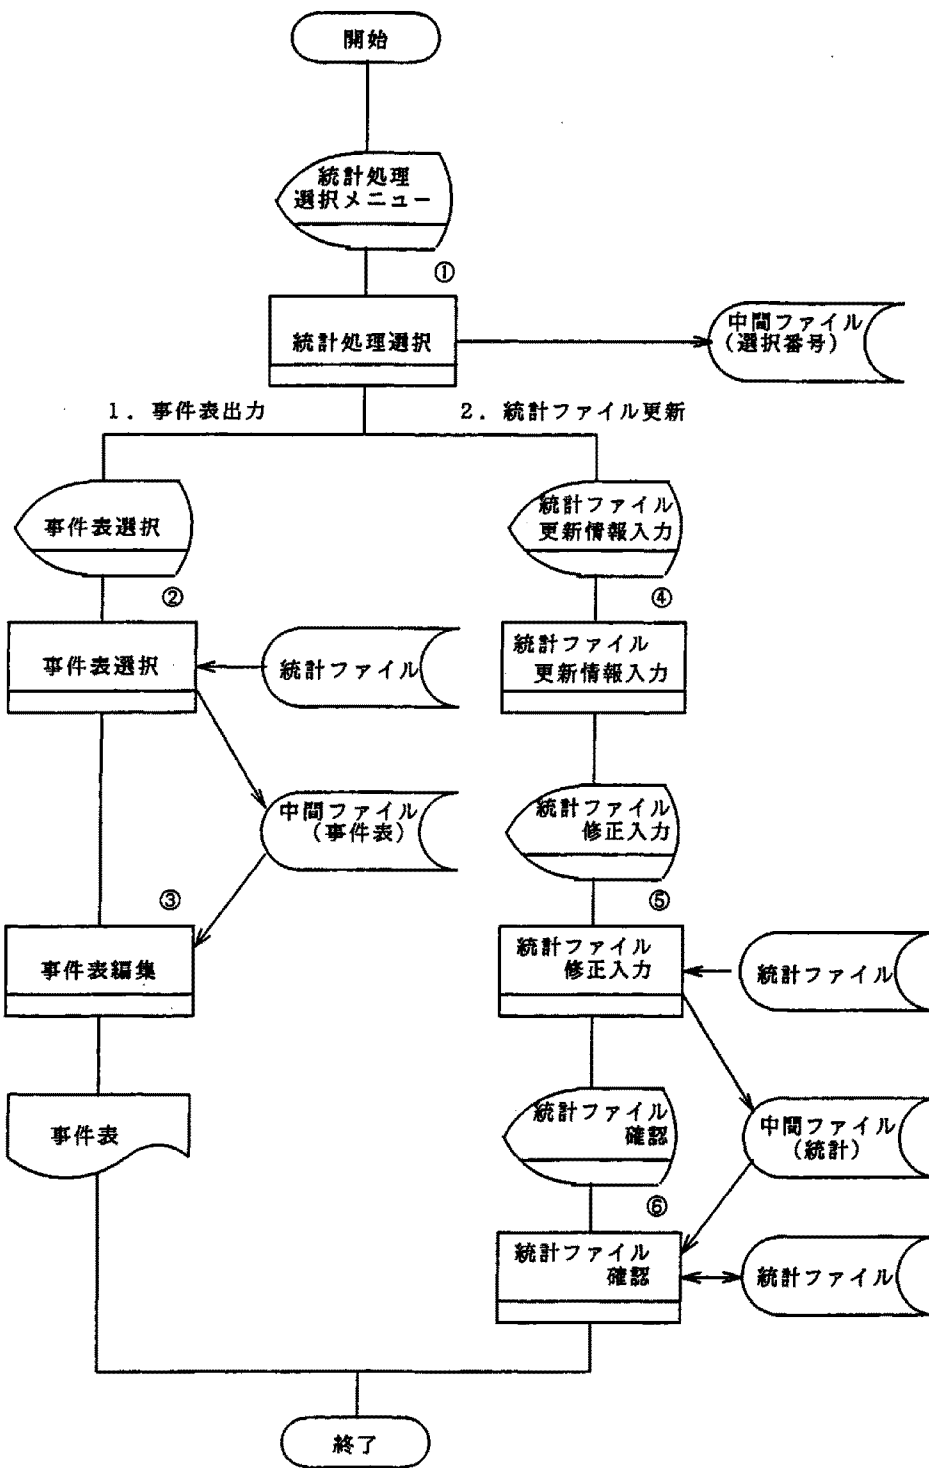 開始
統計処理
選択メニュー
①
統計処理選択
中間ファイル
(選択番号)
1. 事件表出力
2. 統計ファイル更新
事件表選択
統計ファイル
更新情報入力
②
④
事件表選択
統計ファイル
統計ファイル
更新情報入力
中間ファイル
(事件表)
統計ファイル
修正入力
③
⑤
事件表編集
統計ファイル
修正入力
統計ファイル
事件表
統計ファイル
確認
中間ファイル
(統計)
⑥
統計ファイル
確認
統計ファイル
終了